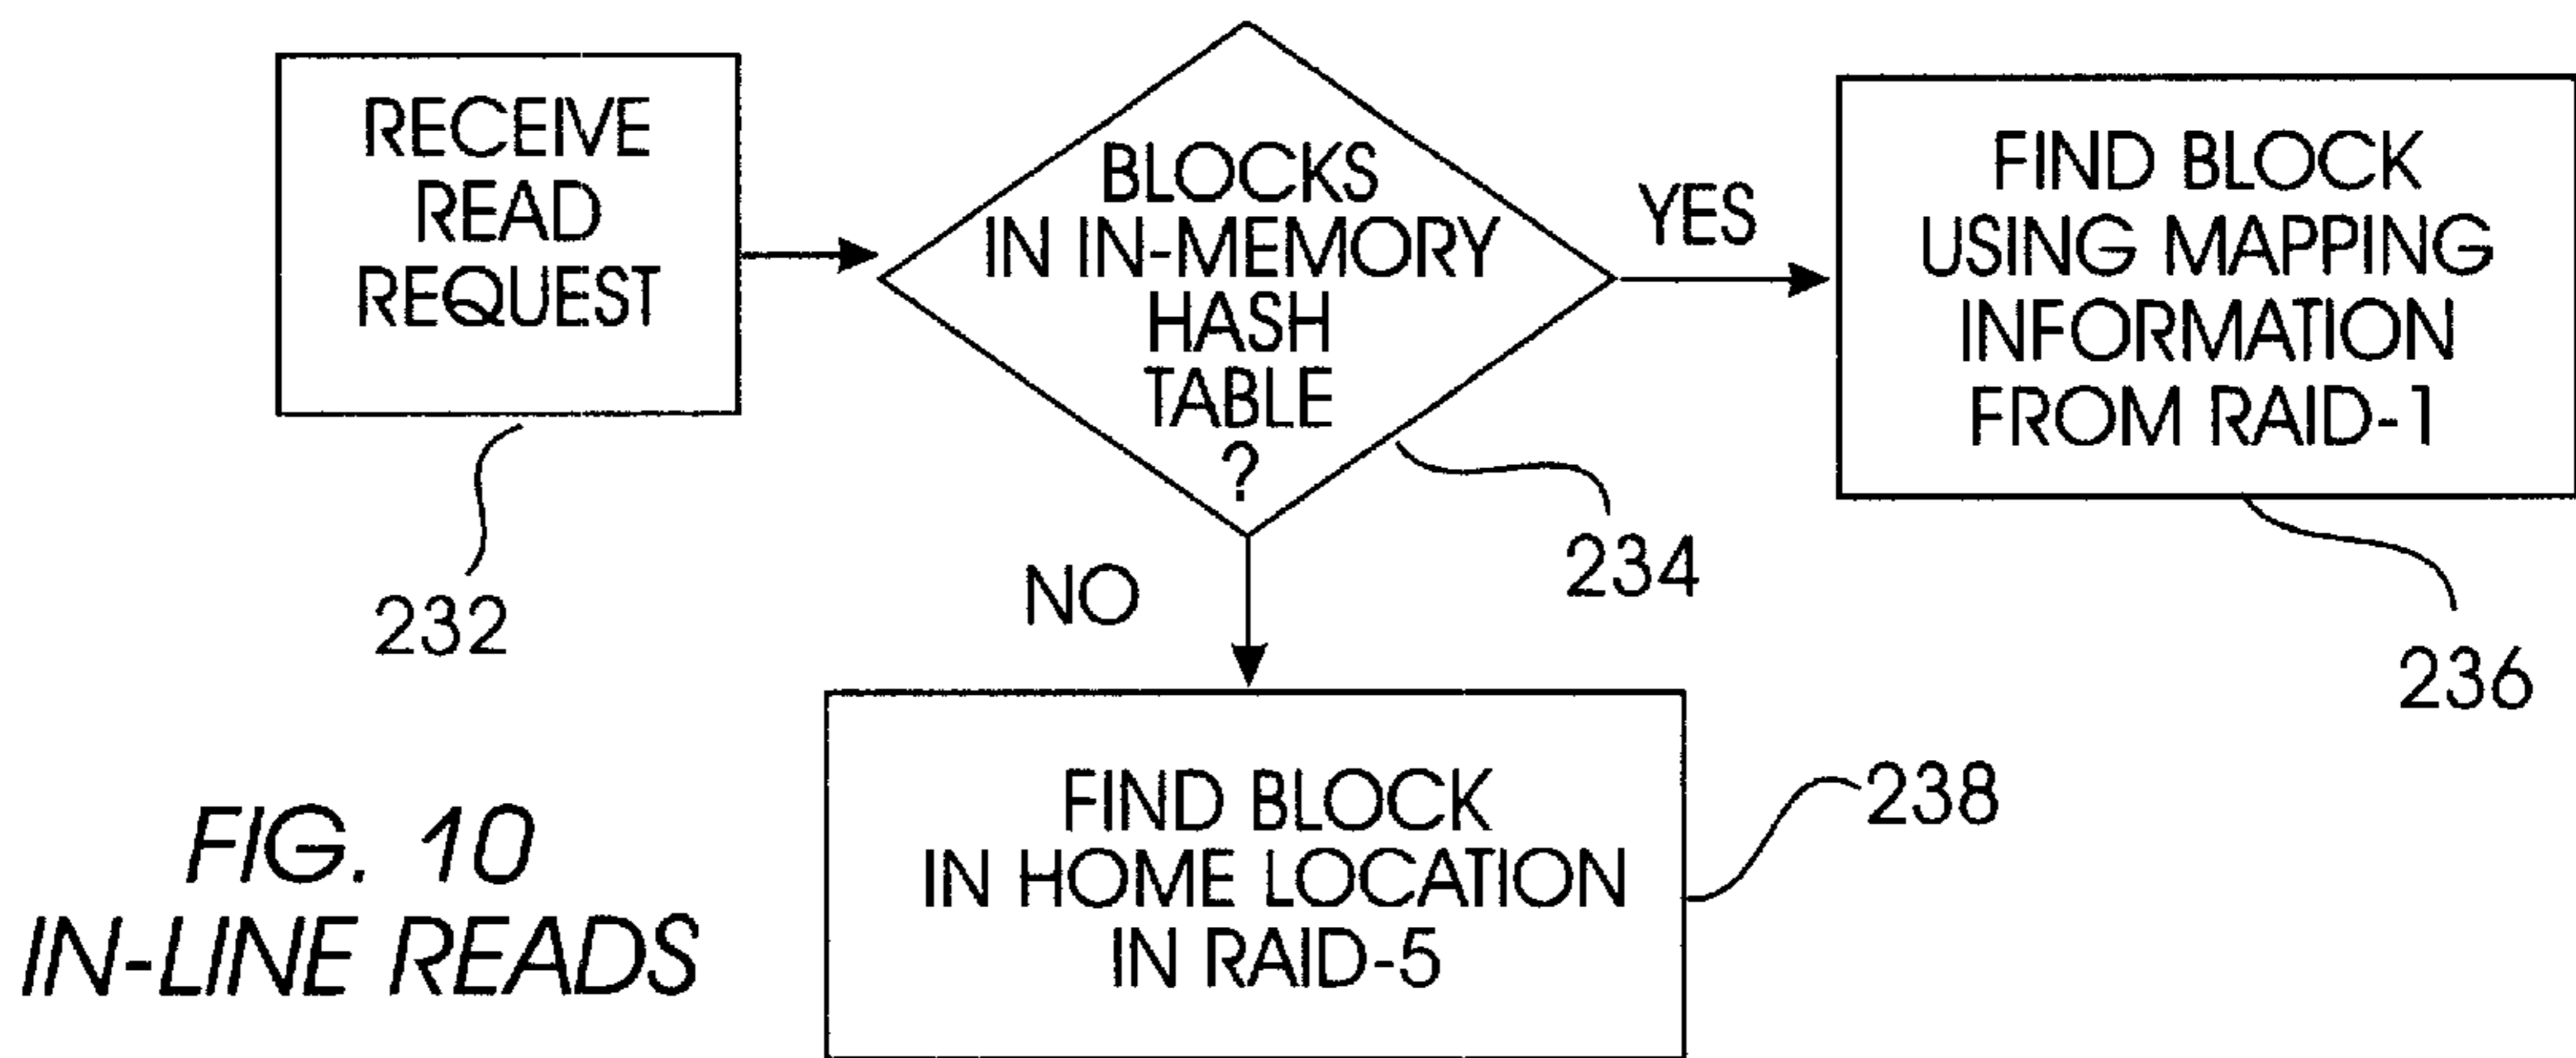 RECEIVE
READ
REQUEST
232
BLOCKS
IN IN-MEMORY
HASH
TABLE
?
234
YES
FIND BLOCK
USING MAPPING
INFORMATION
FROM RAID-1
236
NO
FIND BLOCK
IN HOME LOCATION
IN RAID-5
238
FIG. 10
IN-LINE READS